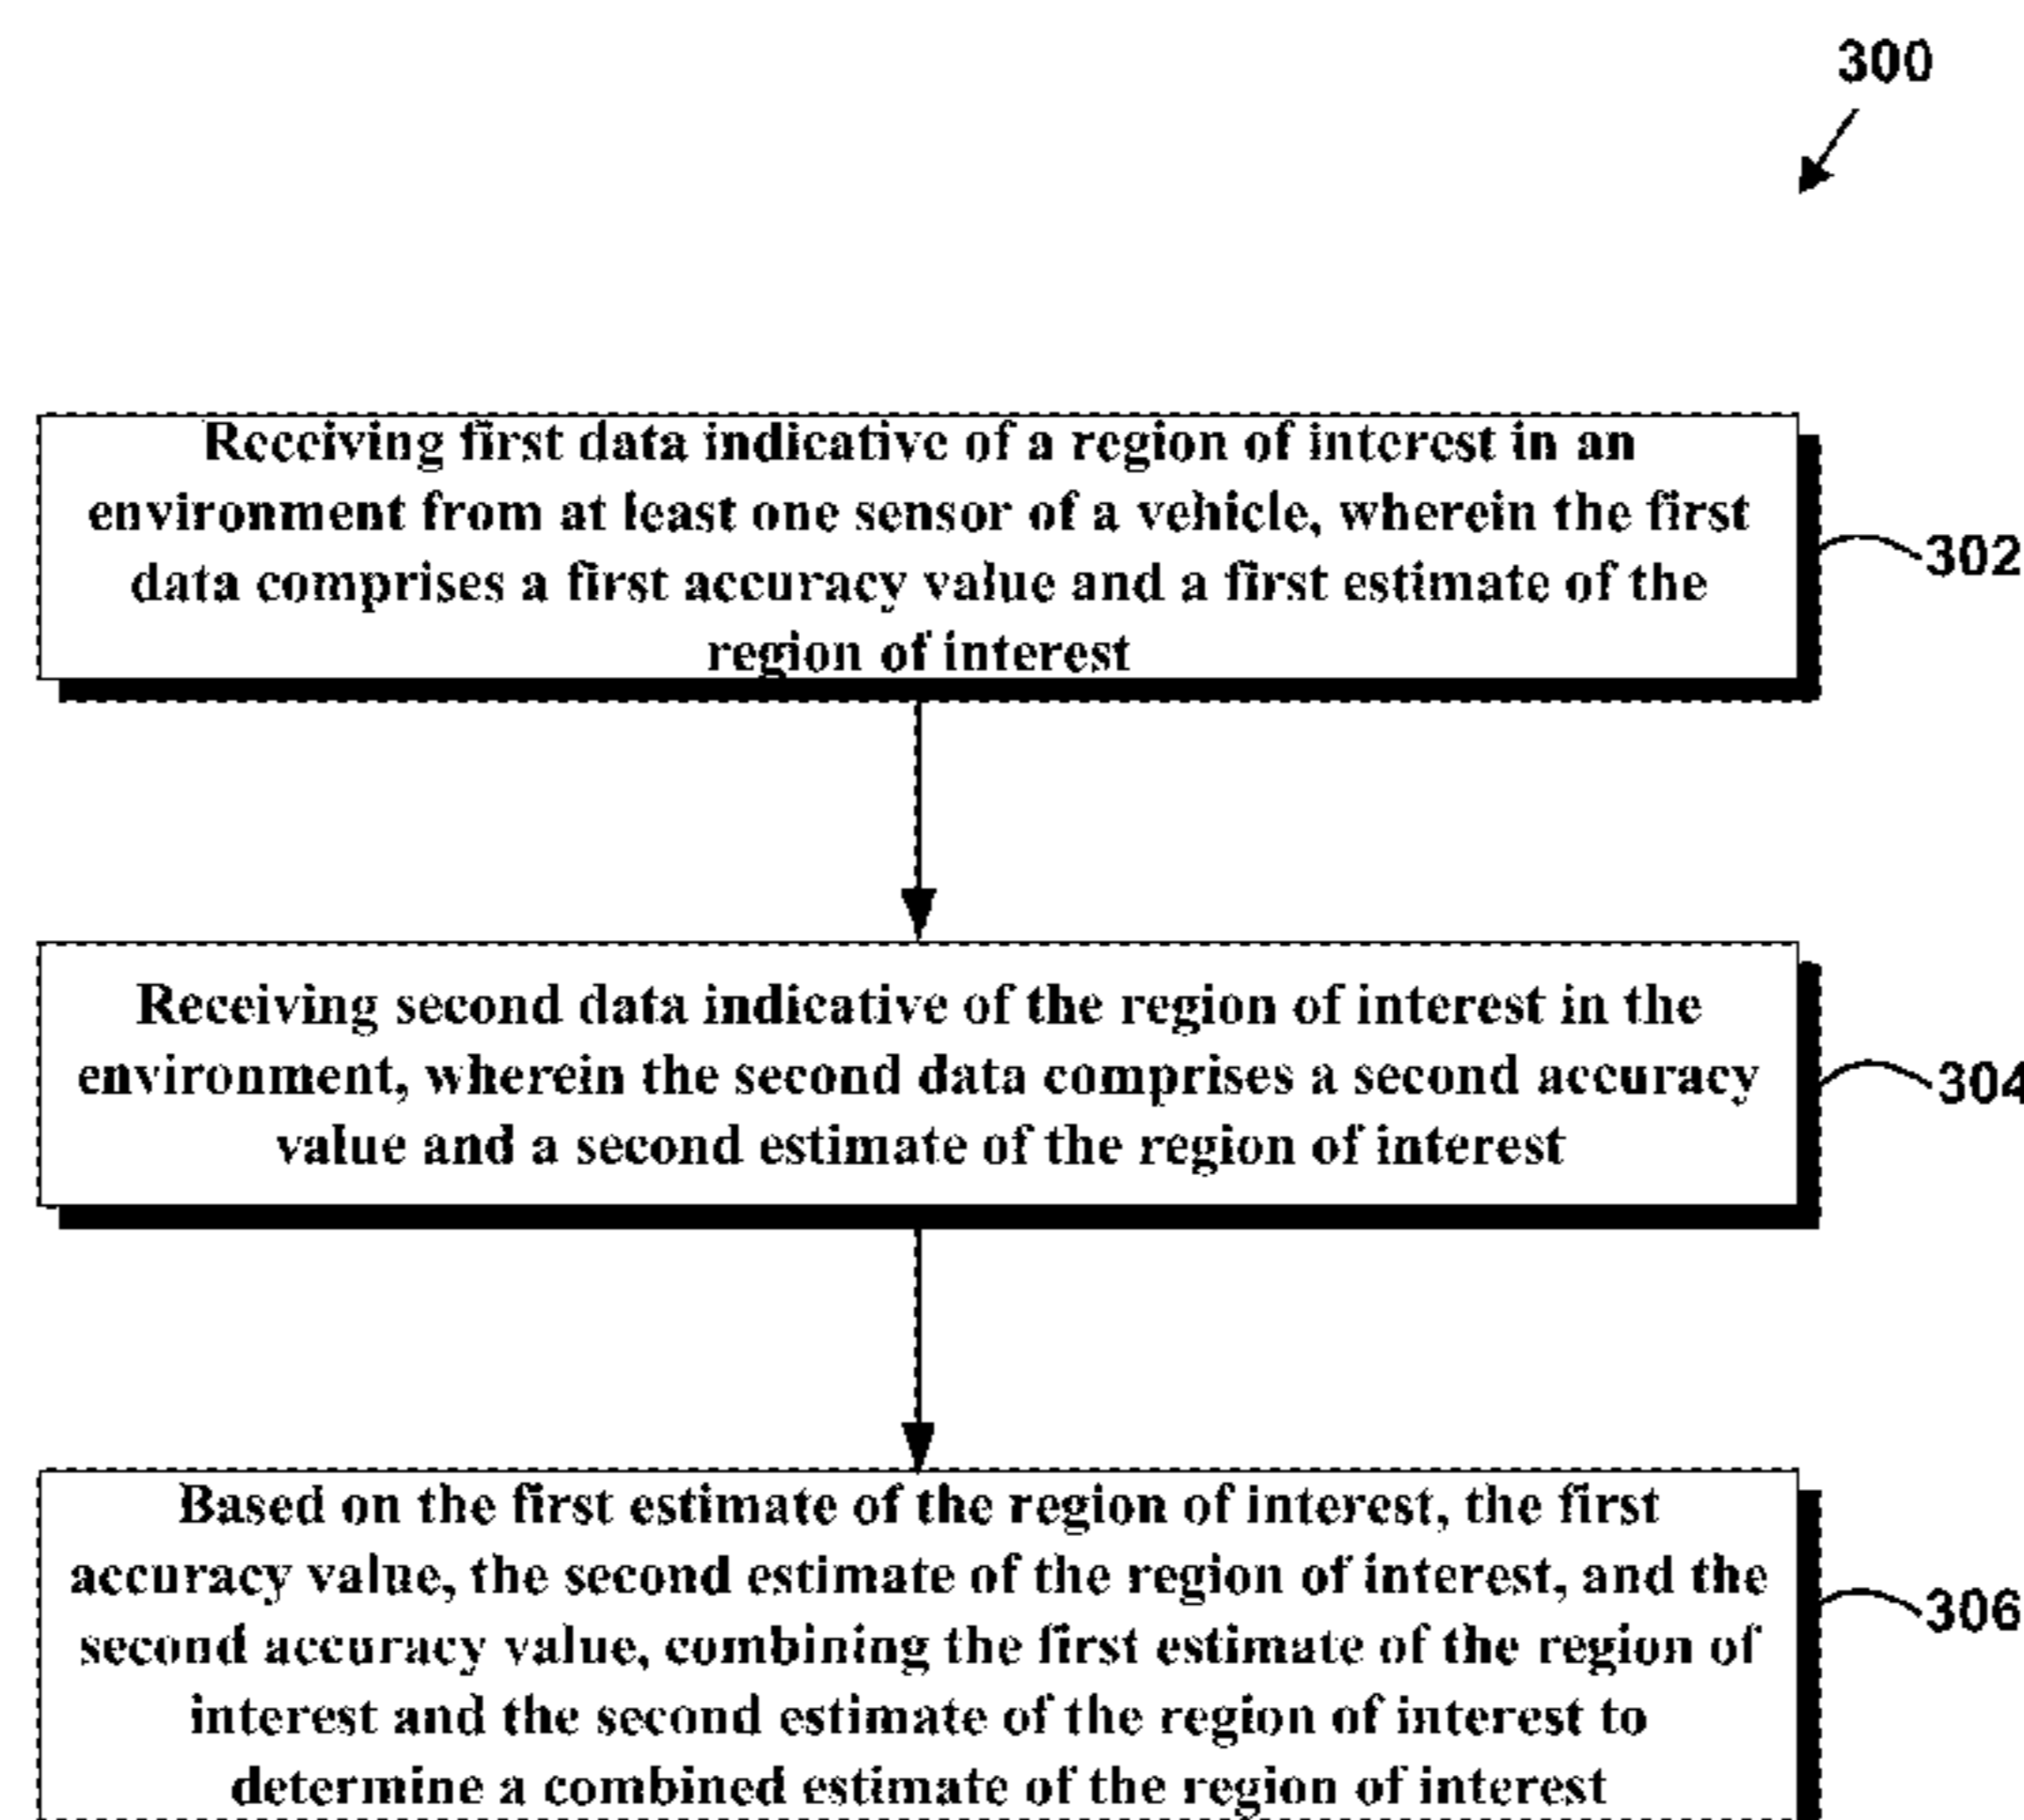 300
Receiving first data indicative of a region of interest in an
environment from at least one sensor of a vehicle, wherein the first
data comprises a first accuracy value and a first estimate of the
region of interest
302
Receiving second data indicative of the region of interest in the
environment, wherein the second data comprises a second accuracy
value and a second estimate of the region of interest
304
Based on the first estimate of the region of interest, the first
accuracy value, the second estimate of the region of interest, and the
second accuracy value, combining the first estimate of the region of
interest and the second estimate of the region of interest to
determine a combined estimate of the region of interest
306